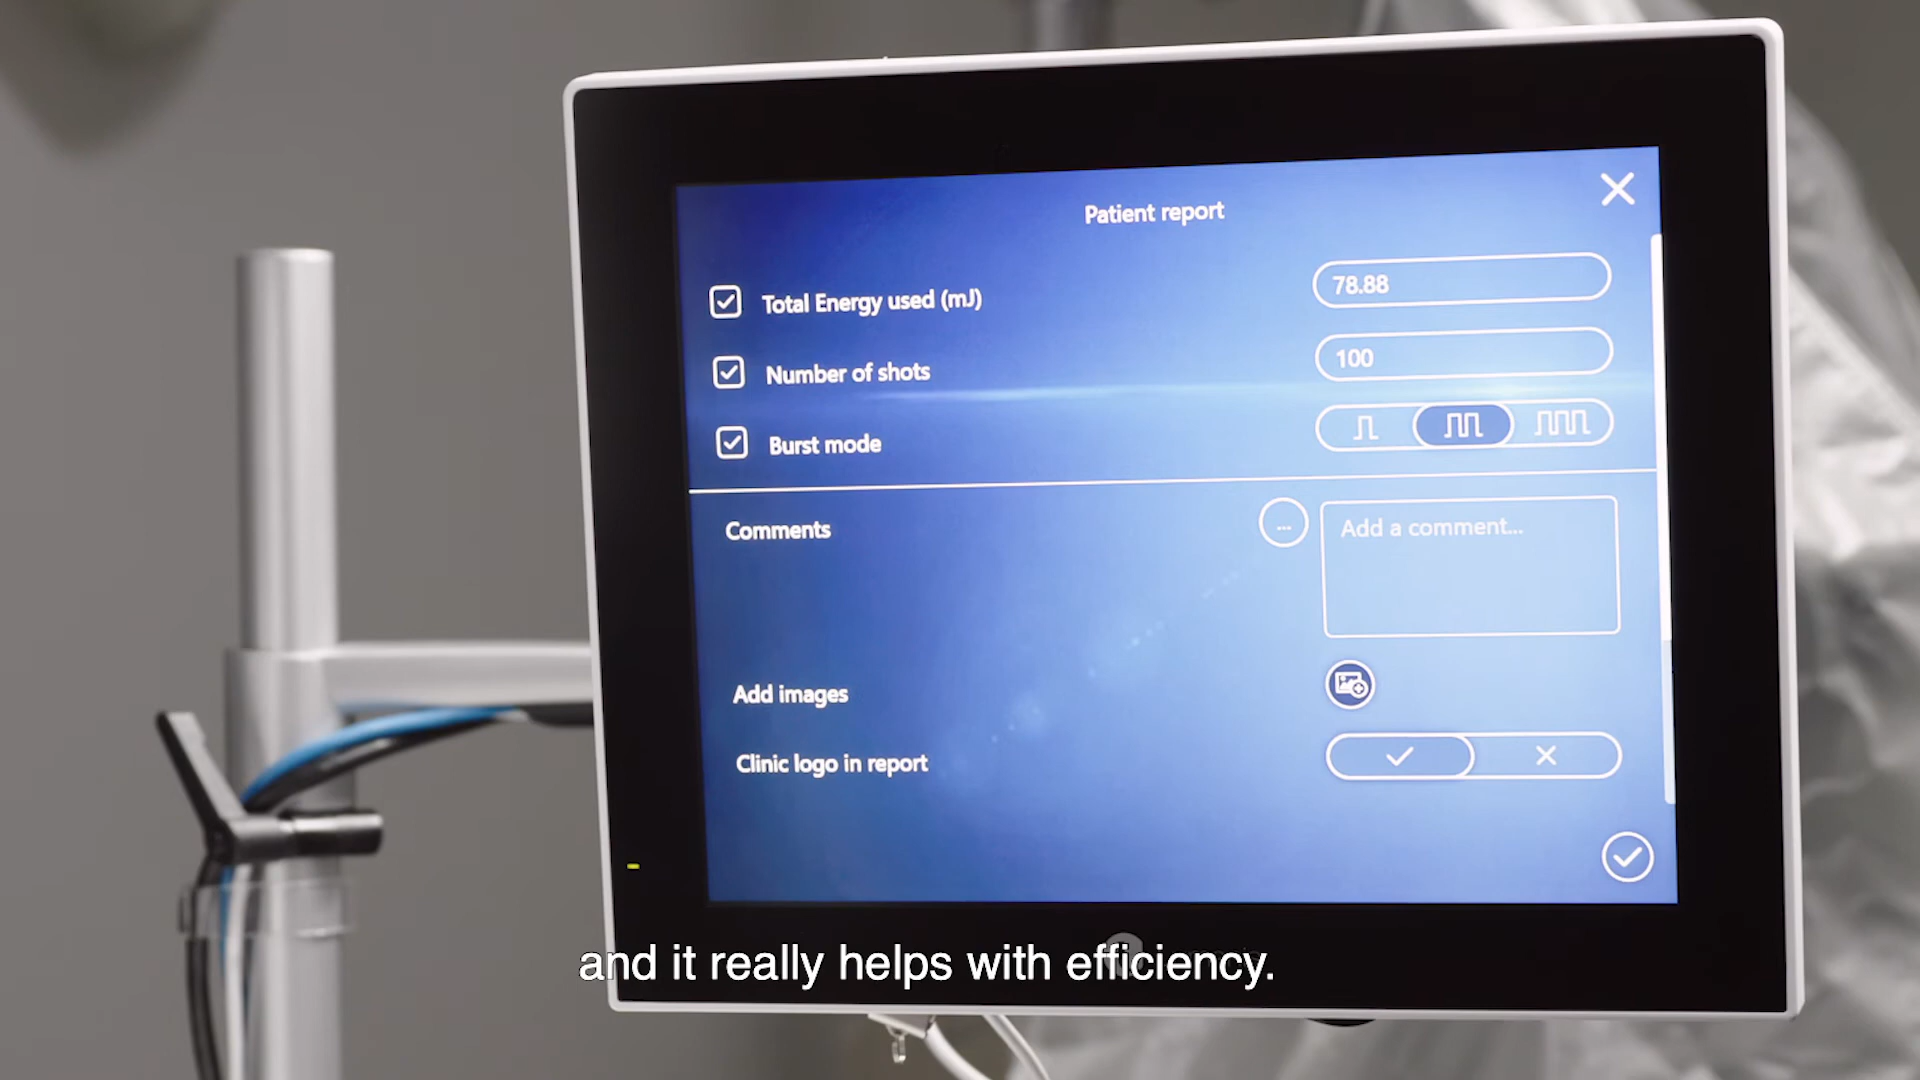 Patient report
Total Energy used (mJ)
78.88
Number of shots
100
Burst mode
Comments
...
Add a comment...
Add images
Clinic logo in report
and it really helps with efficiency.